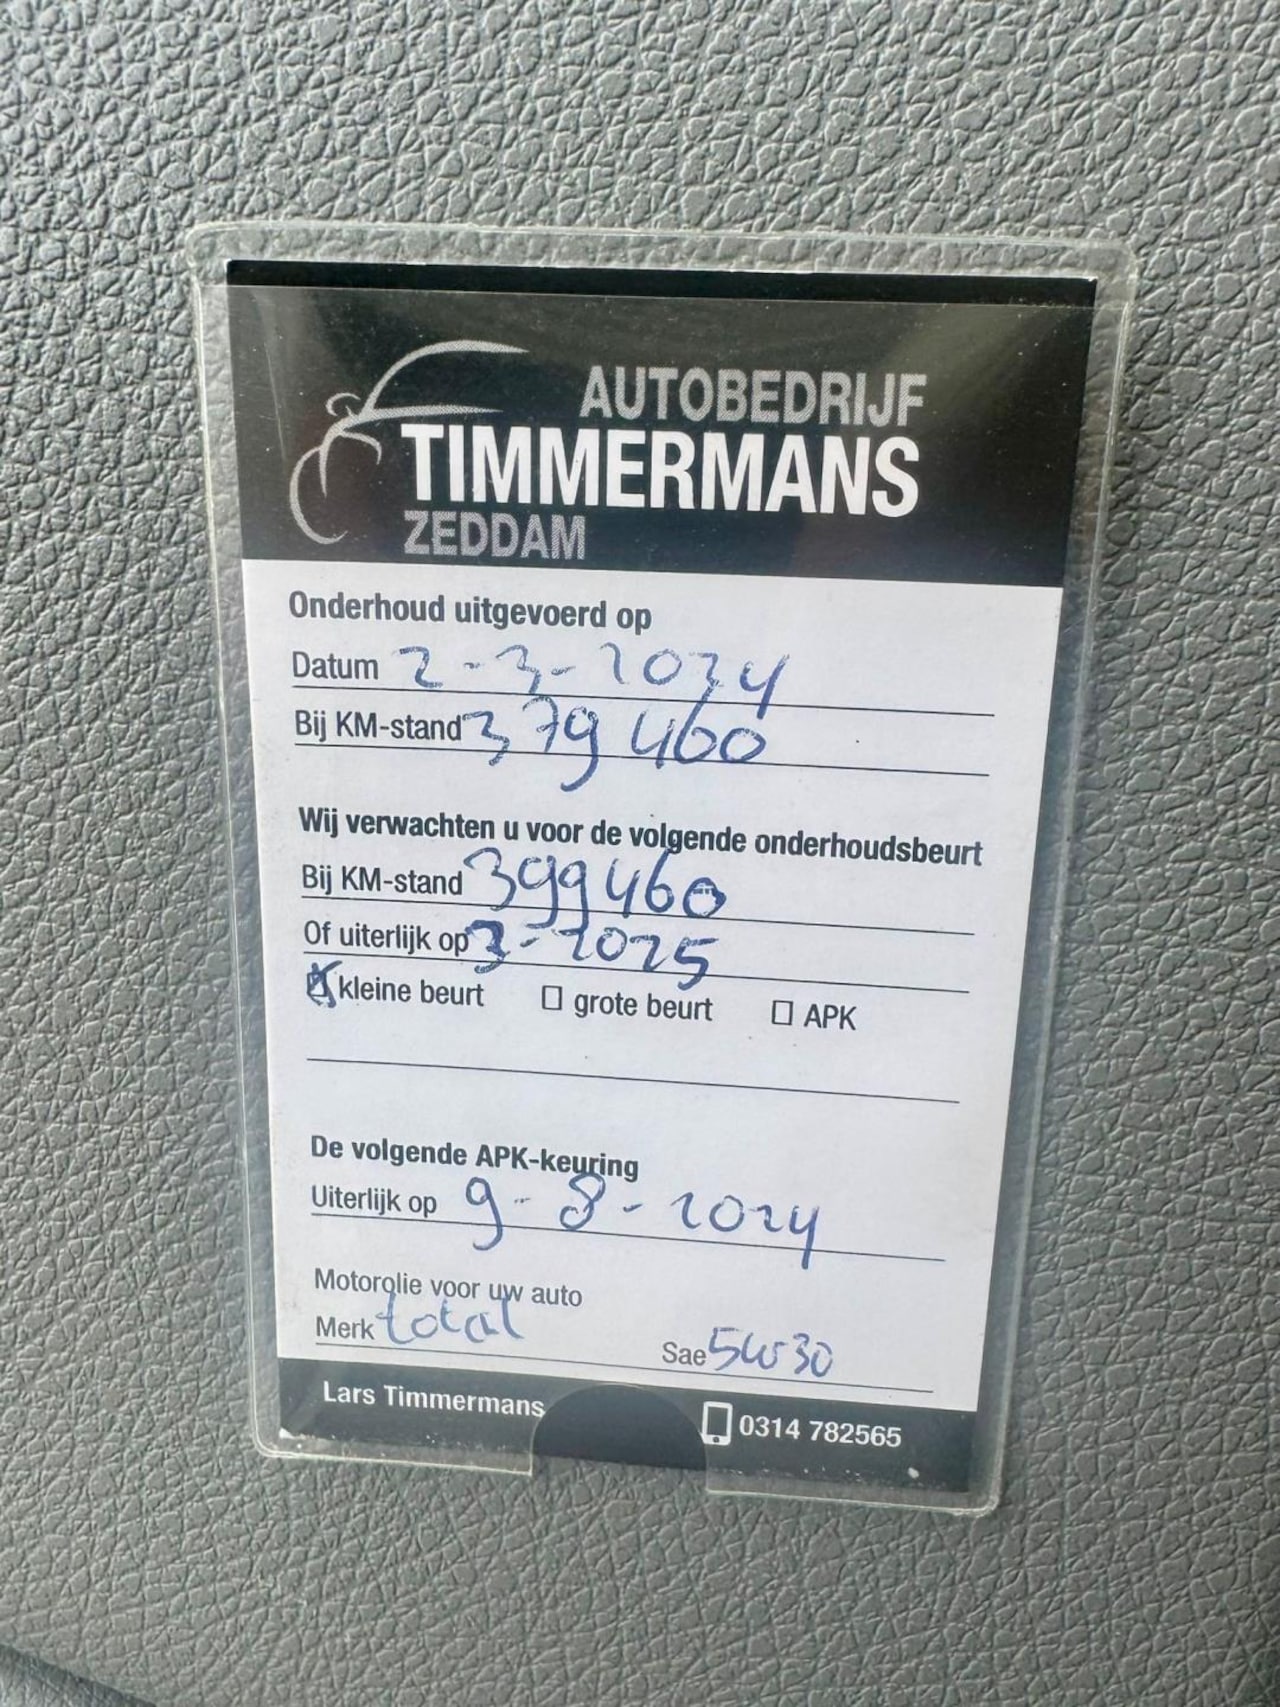 AUTOBEDRIJF
TIMMERMANS
ZEDDAM
Onderhoud uitgevoerd op
Datum 2-3-2024
Bij KM-stand 379 460
Wij verwachten u voor de volgende onderhoudsbeurt
Bij KM-stand 399460
Of uiterlijk op 3-2025
kleine beurt grote beurt APK
De volgende APK-keuring
Uiterlijk op 9-8-2024
Motorolie voor uw auto
Merk total Sae 5w30
Lars Timmermans 0314 782565